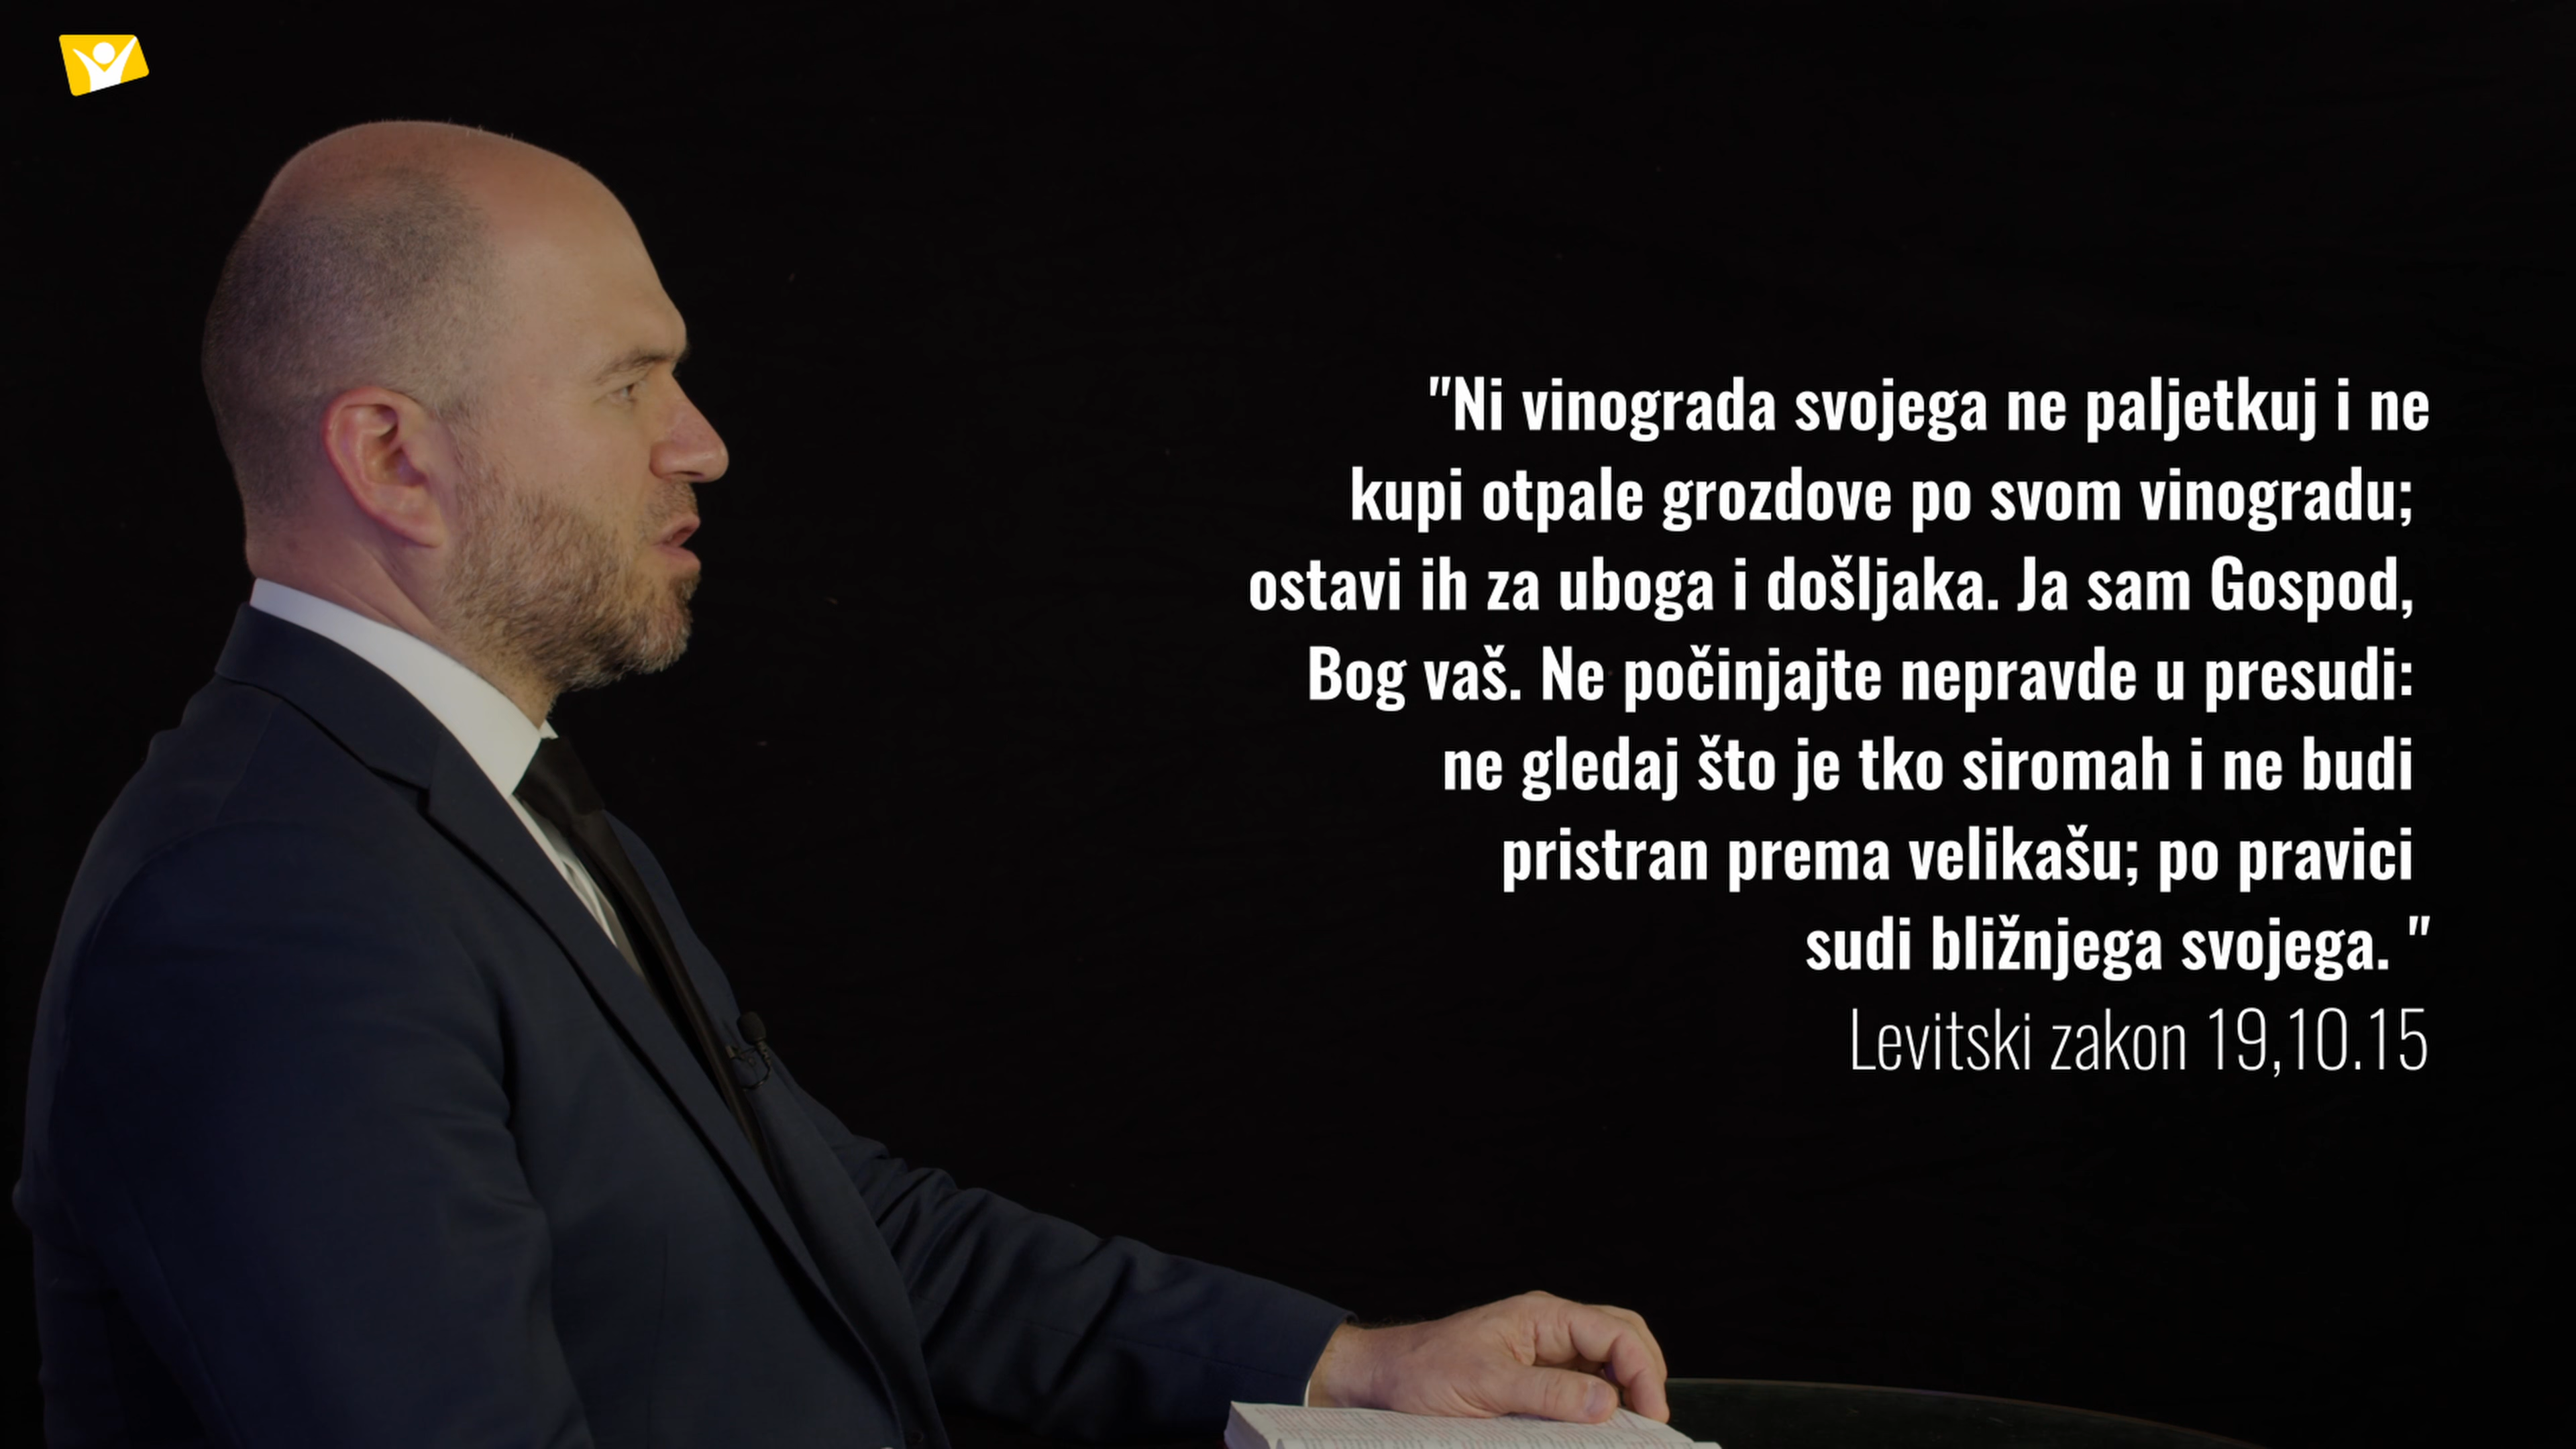 "Ni vinograda svojega ne paljetkuj i ne
kupi otpale grozdove po svom vinogradu;
ostavi ih za uboga i došljaka. Ja sam Gospod,
Bog vaš. Ne počinjajte nepravde u presudi:
ne gledaj što je tko siromah i ne budi
pristran prema velikašu; po pravici
sudi bližnjega svojega. "
Levitski zakon 19,10.15